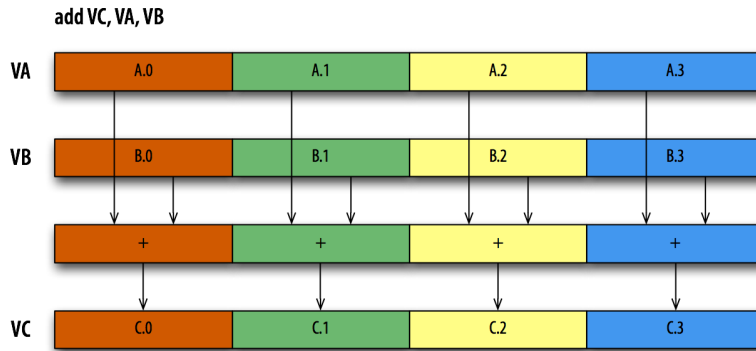 add VC, VA, VB
VA A.0 A.1 A.2 A.3
VB B.0 B.1 B.2 B.3
+ + + +
VC C.0 C.1 C.2 C.3